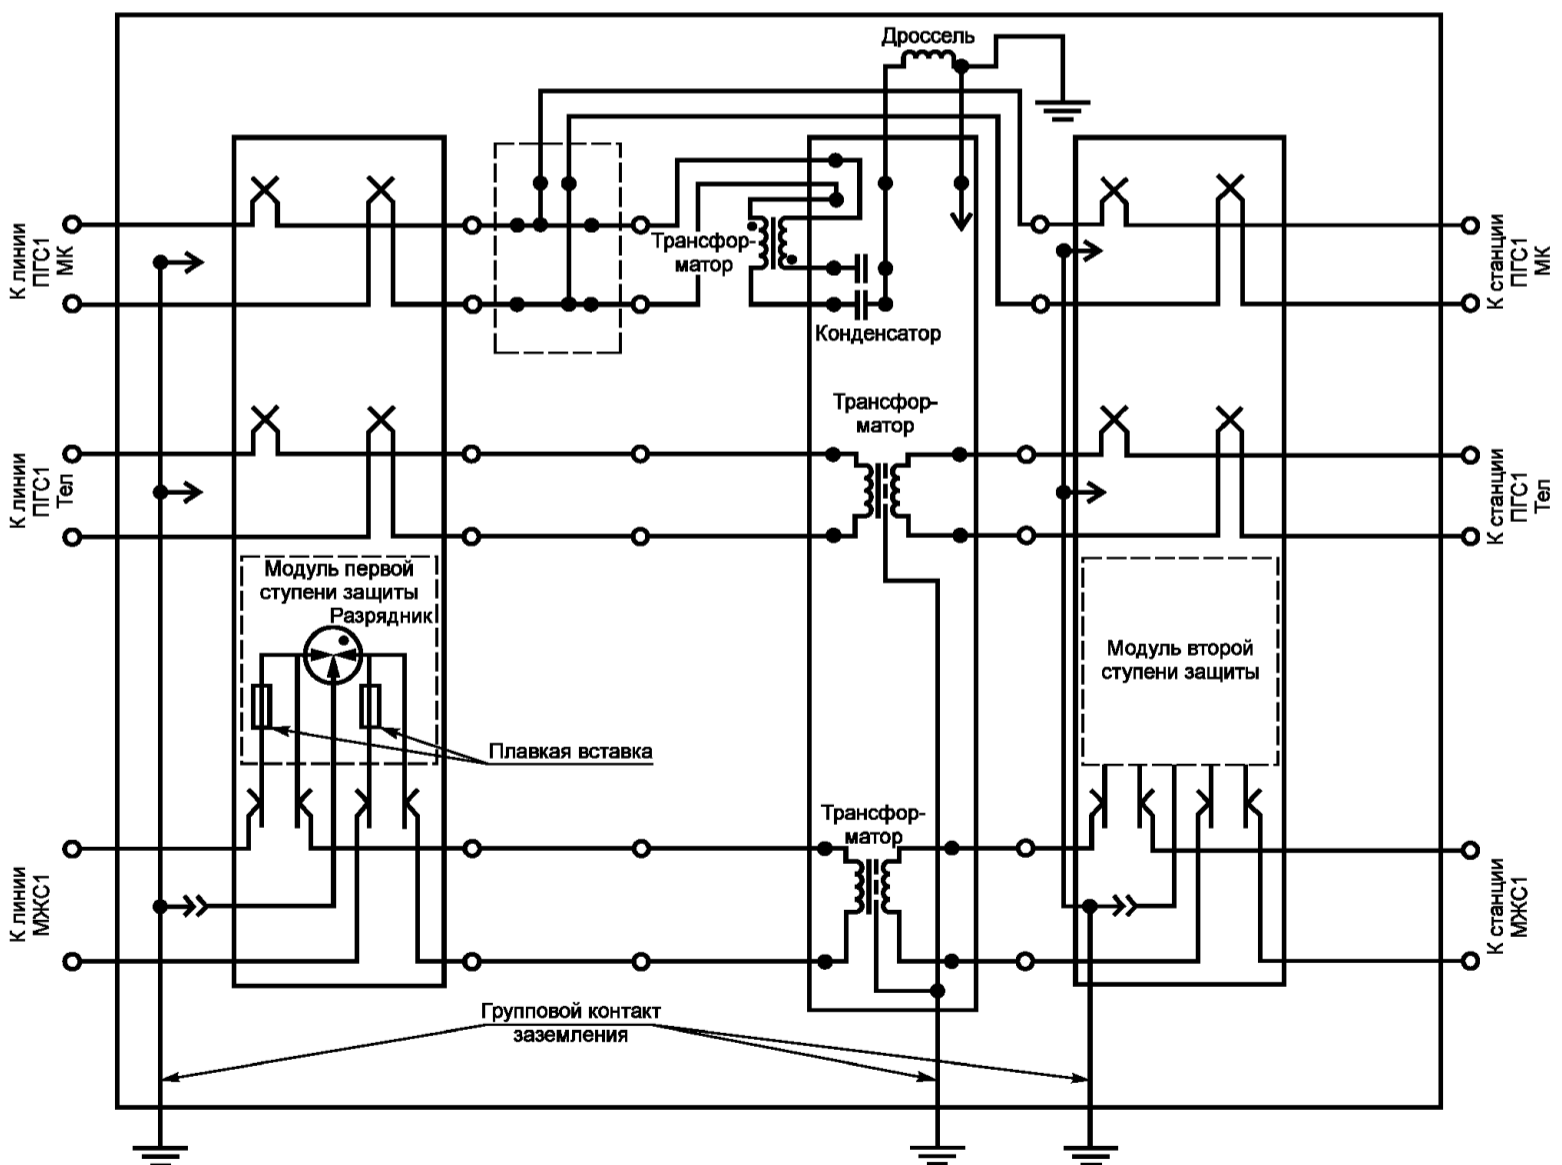 Дроссель
К линии
ПГС1
МК
Трансфор-
матор
Конденсатор
К станции
ПГС1
МК
К линии
ПГС1
Тел
Трансфор-
матор
К станции
ПГС1
Тел
Модуль первой
ступени защиты
Разрядник
Модуль второй
ступени защиты
Плавкая вставка
Трансфор-
матор
К линии
МЖС1
К станции
МЖС1
Групповой контакт
заземления